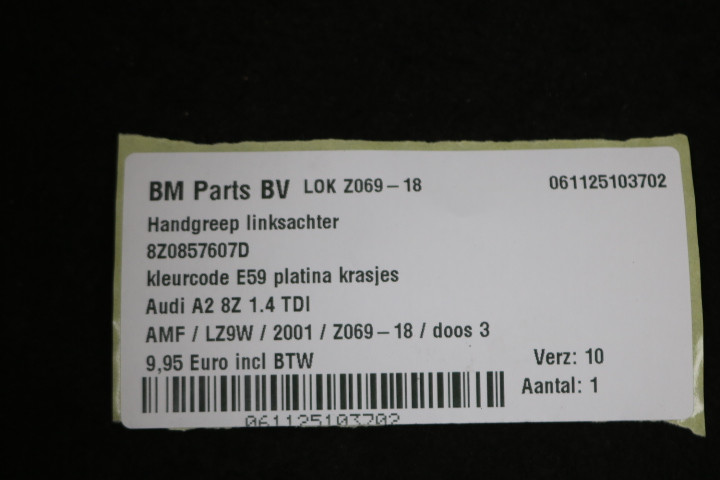 BM Parts BV LOK Z069-18 061125103702
Handgreep linksachter
8Z0857607D
kleurcode E59 platina krasjes
Audi A2 8Z 1.4 TDI
AMF / LZ9W / 2001 / Z069-18 / doos 3
9,95 Euro incl BTW Verz: 10
Aantal: 1
061125103702